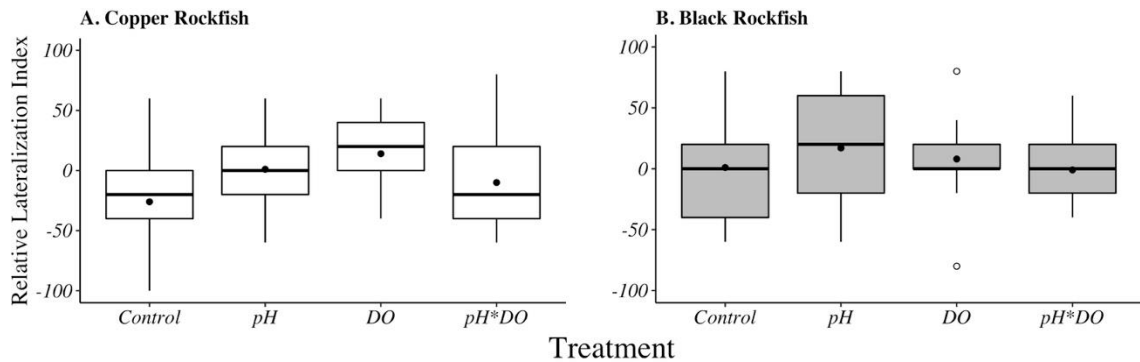 A. Copper Rockfish
B. Black Rockfish
Relative Lateralization Index
100
50
0
-50
-100
Control pH DO pH*DO
100
50
0
-50
-100
Control pH DO pH*DO
Treatment